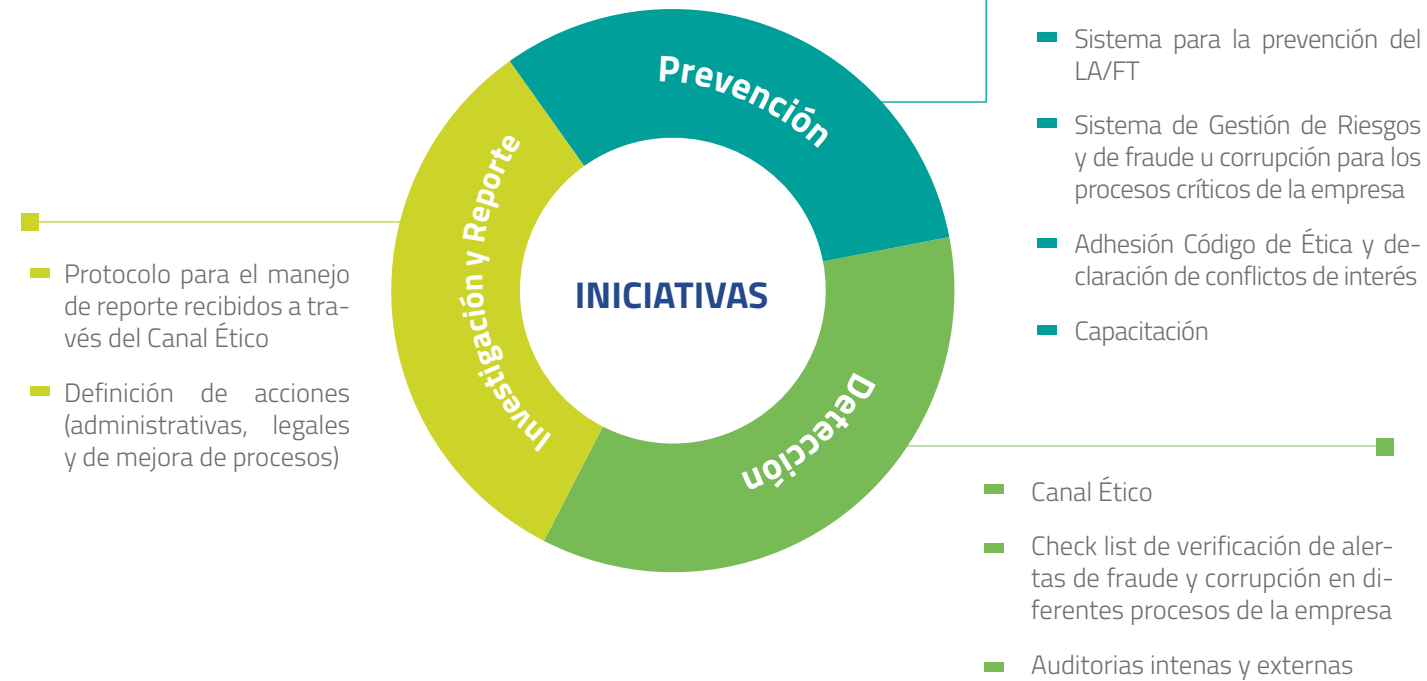 Prevención
Sistema para la prevención del
LA/FT
Sistema de Gestión de Riesgos
y de fraude u corrupción para los
procesos críticos de la empresa
Adhesión Código de Ética y de-
claración de conflictos de interés
Capacitación
Investigación y Reporte
Protocolo para el manejo
de reporte recibidos a tra-
vés del Canal Ético
Definición de acciones
(administrativas, legales
y de mejora de procesos)
INICIATIVAS
Detección
Canal Ético
Check list de verificación de aler-
tas de fraude y corrupción en di-
ferentes procesos de la empresa
Auditorias intenas y externas